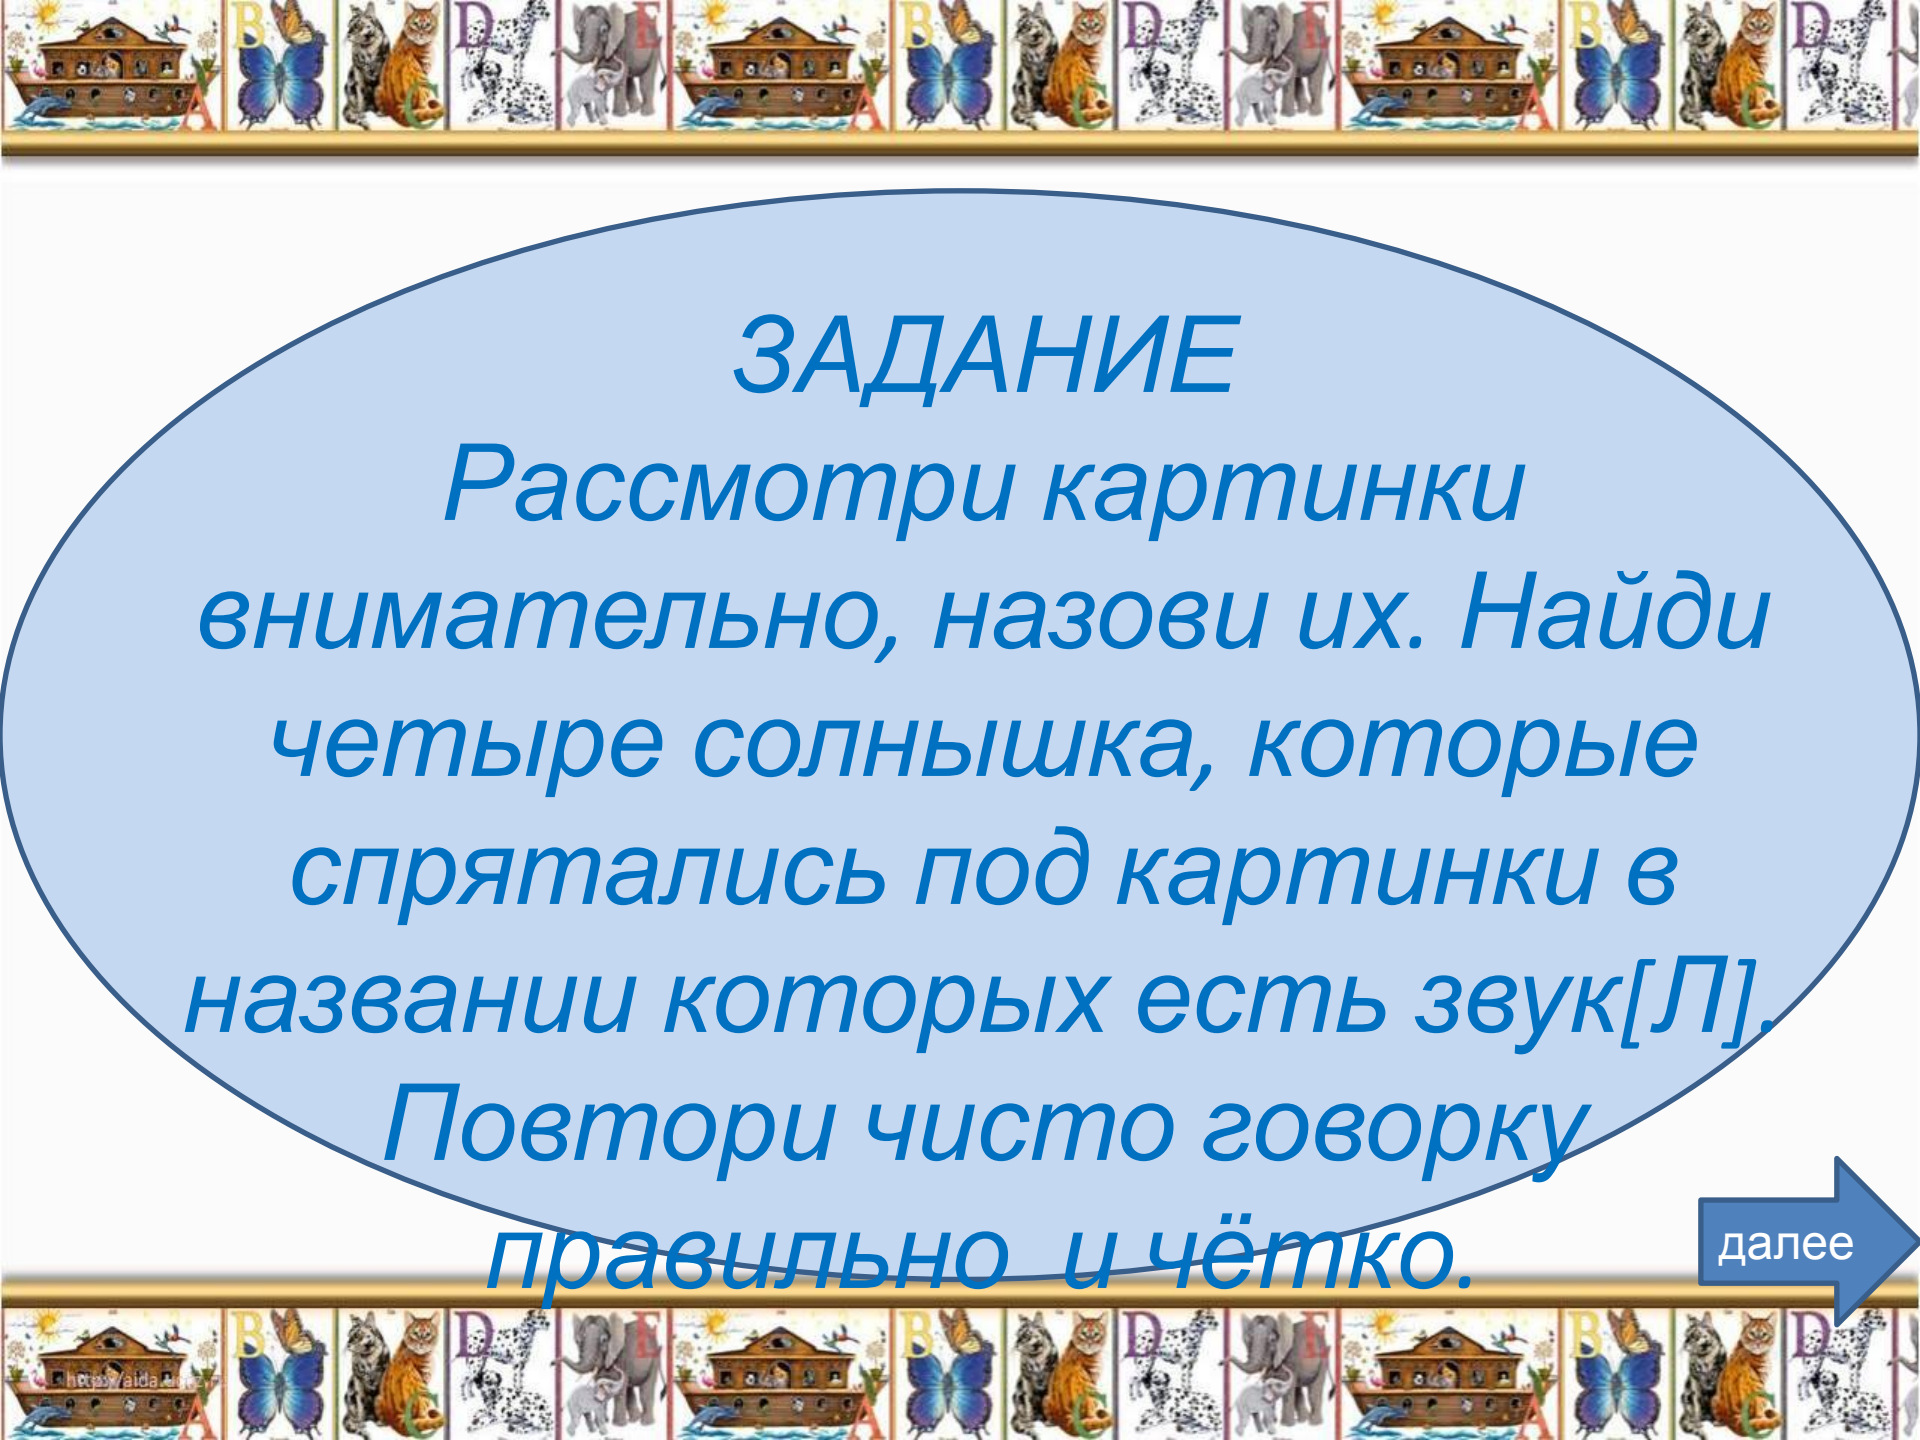 ЗАДАНИЕ
Рассмотри картинки
внимательно, назови их. Найди
четыре солнышка, которые
спрятались под картинки в
названии которых есть звук[Л].
Повтори чисто говорку
правильно  и чётко.
далее